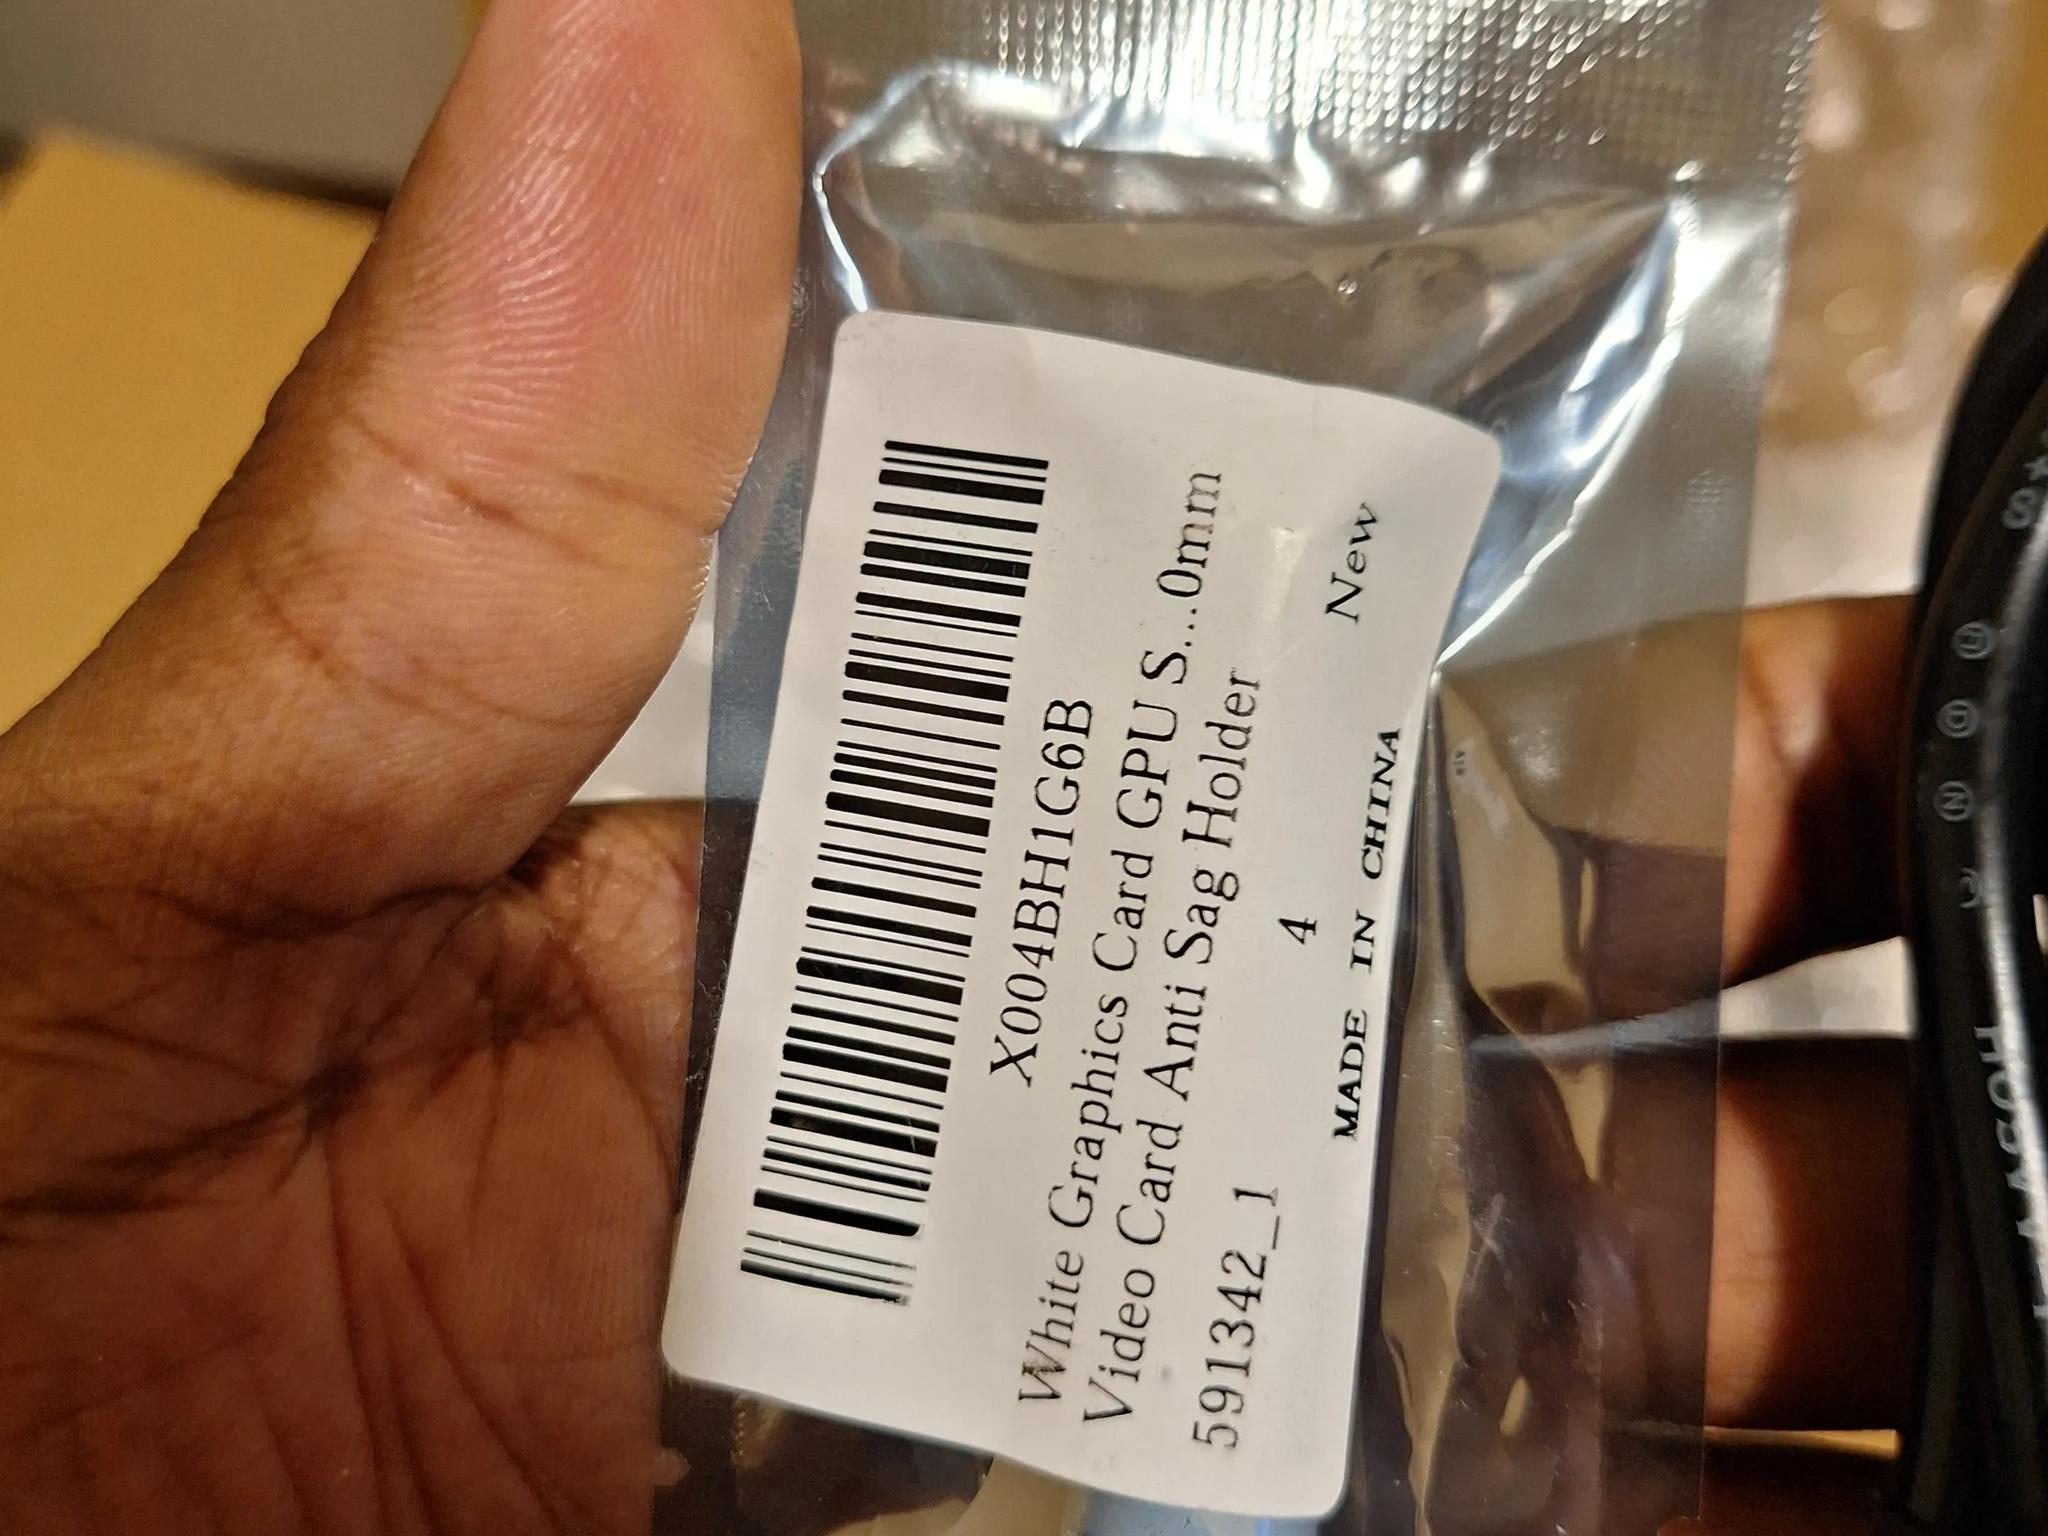 X004BH1G6B
White Graphics Card GPU S...0mm
Video Card Anti Sag Holder
591342_1 4
MADE IN CHINA New